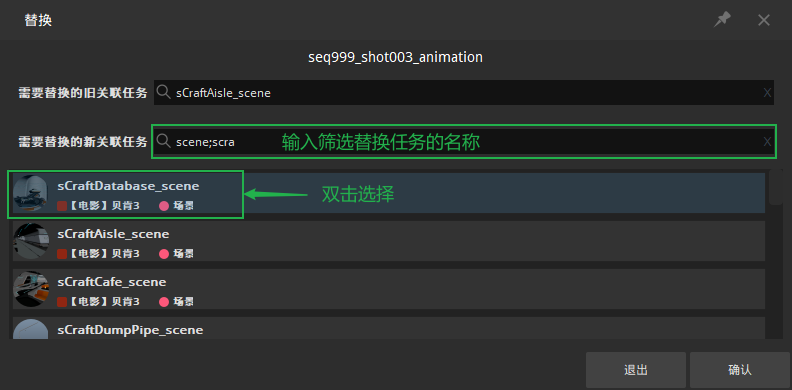 替换
seq999_shot003_animation
需要替换的旧关联任务 sCraftAisle_scene X
需要替换的新关联任务 scene;scra 输入筛选替换任务的名称 X
sCraftDatabase_scene
【电影】贝肯3 场景
双击选择
sCraftAisle_scene
【电影】贝肯3 场景
sCraftCafe_scene
【电影】贝肯3 场景
sCraftDumpPipe_scene
退出 确认